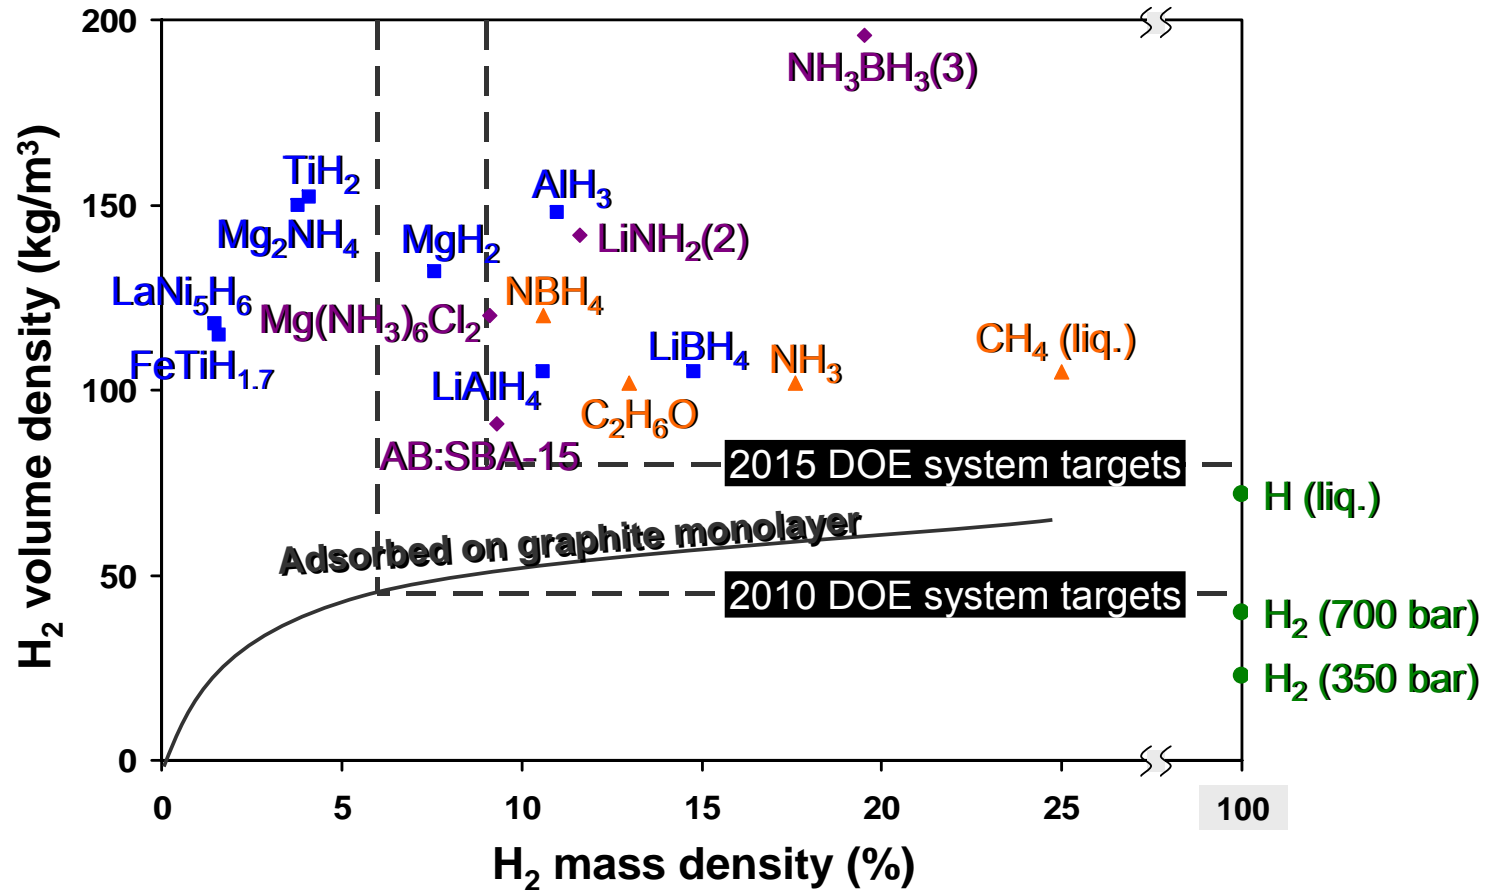 200
NH₃BH₃(3)
TiH₂
AlH₃
150
Mg₂NH₄
MgH₂
LiNH₂(2)
LaNi₅H₆
NBH₄
Mg(NH₃)₆Cl₂
CH₄ (liq.)
LiBH₄
NH₃
FeTiH₁.₇
100
LiAlH₄
C₂H₆O
AB:SBA-15
2015 DOE system targets
H (liq.)
Adsorbed on graphite monolayer
50
2010 DOE system targets
H₂ (700 bar)
H₂ (350 bar)
0
H₂ volume density (kg/m³)
0 5 10 15 20 25 100
H₂ mass density (%)